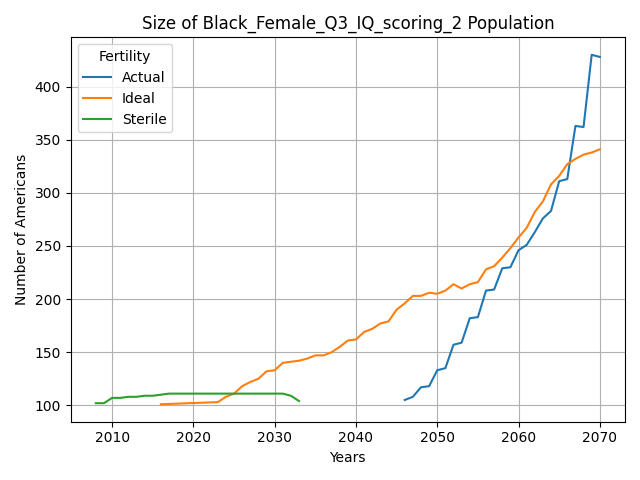 Size of Black_Female_Q3_IQ_scoring_2 Population
Fertility
Actual
Ideal
Sterile
Number of Americans
400
350
300
250
200
150
100
2010 2020 2030 2040 2050 2060 2070
Years